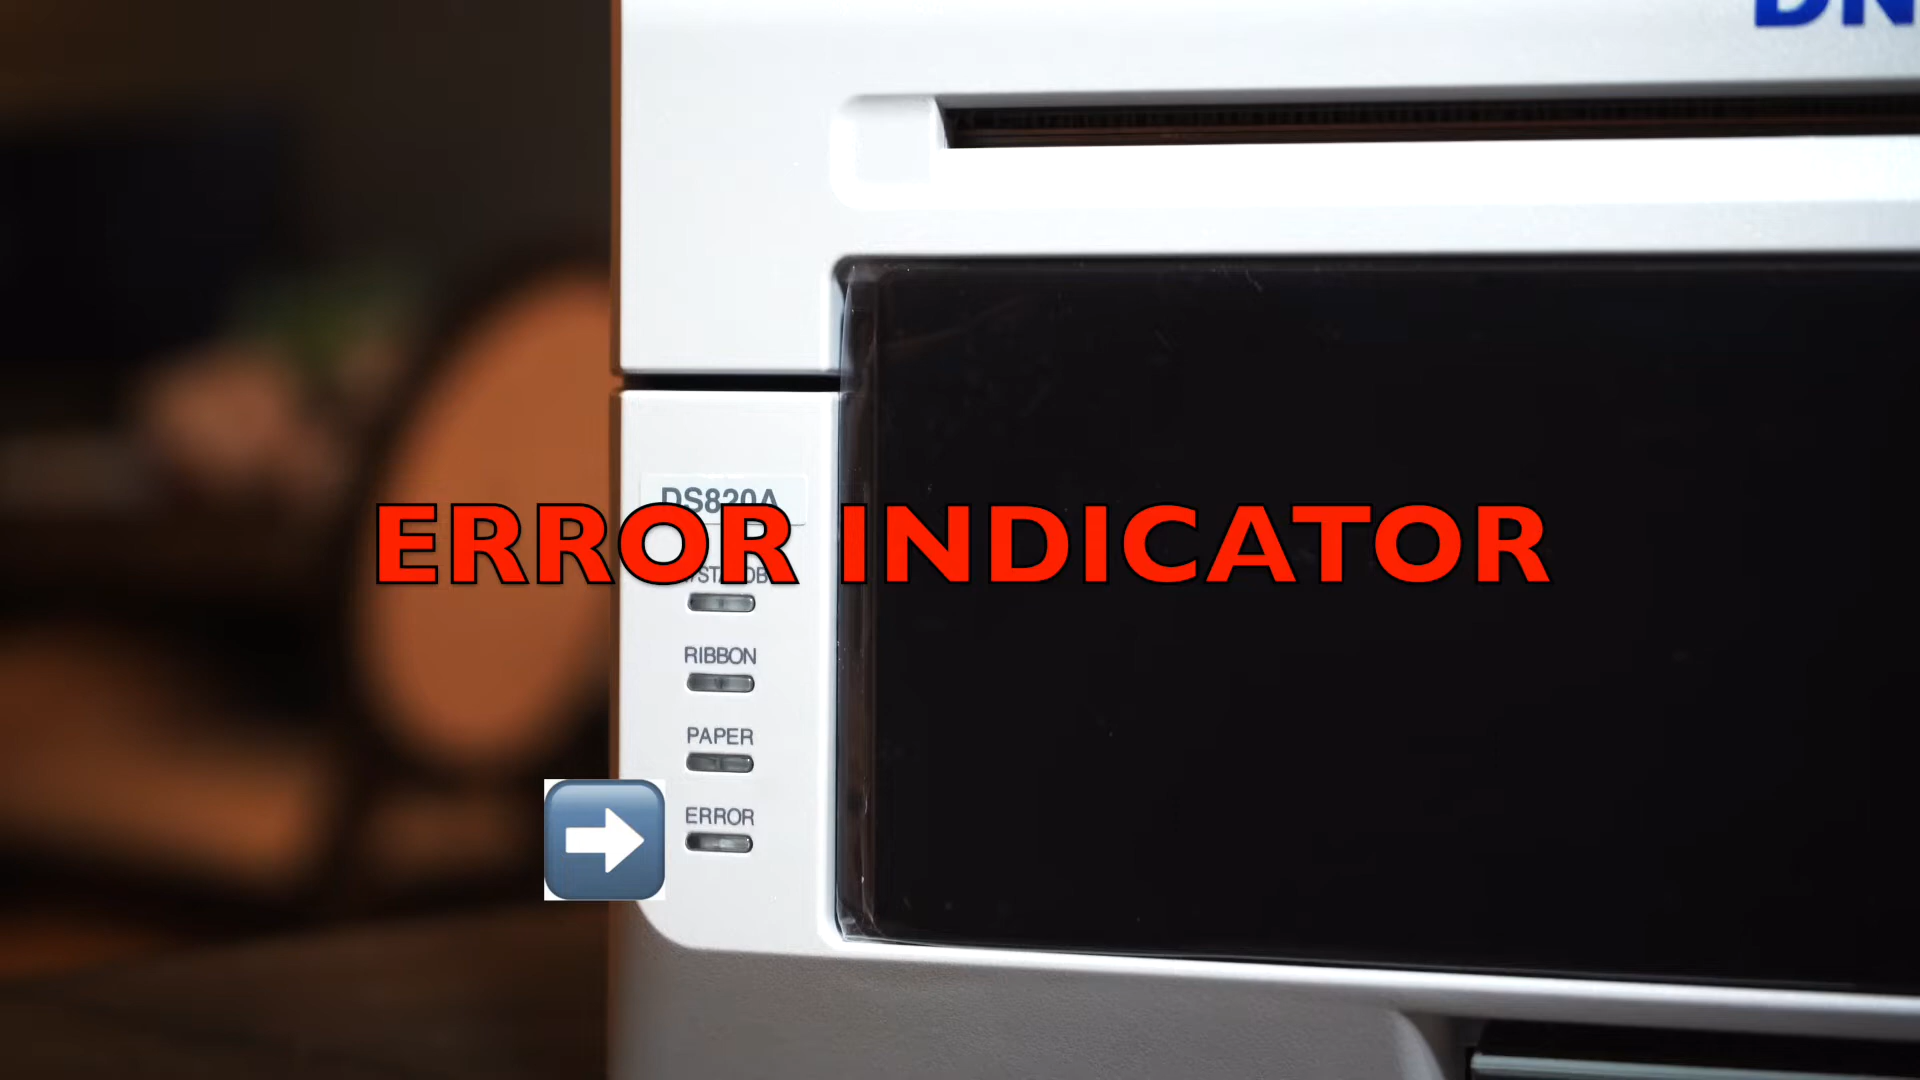 DS820A
ERROR INDICATOR
RIBBON
PAPER
ERROR